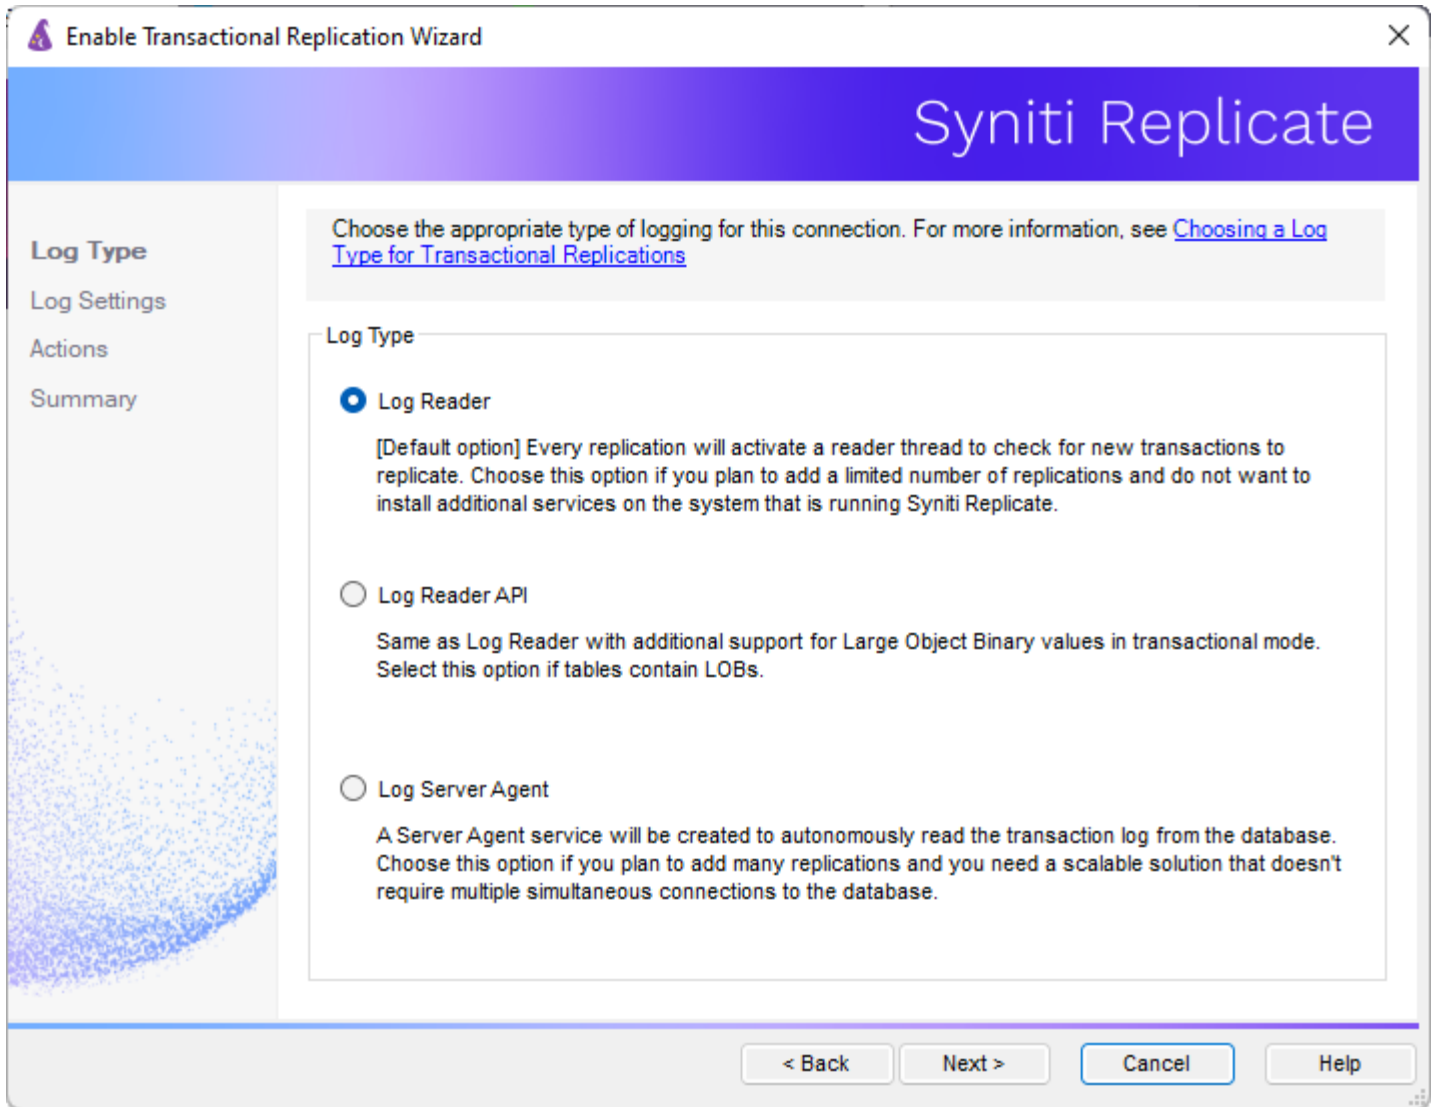 Enable Transactional Replication Wizard
Syniti Replicate
Log Type
Log Settings
Actions
Summary
Choose the appropriate type of logging for this connection. For more information, see Choosing a Log
Type for Transactional Replications
Log Type
Log Reader
[Default option] Every replication will activate a reader thread to check for new transactions to
replicate. Choose this option if you plan to add a limited number of replications and do not want to
install additional services on the system that is running Syniti Replicate.
Log Reader API
Same as Log Reader with additional support for Large Object Binary values in transactional mode.
Select this option if tables contain LOBs.
Log Server Agent
A Server Agent service will be created to autonomously read the transaction log from the database.
Choose this option if you plan to add many replications and you need a scalable solution that doesn't
require multiple simultaneous connections to the database.
< Back
Next >
Cancel
Help